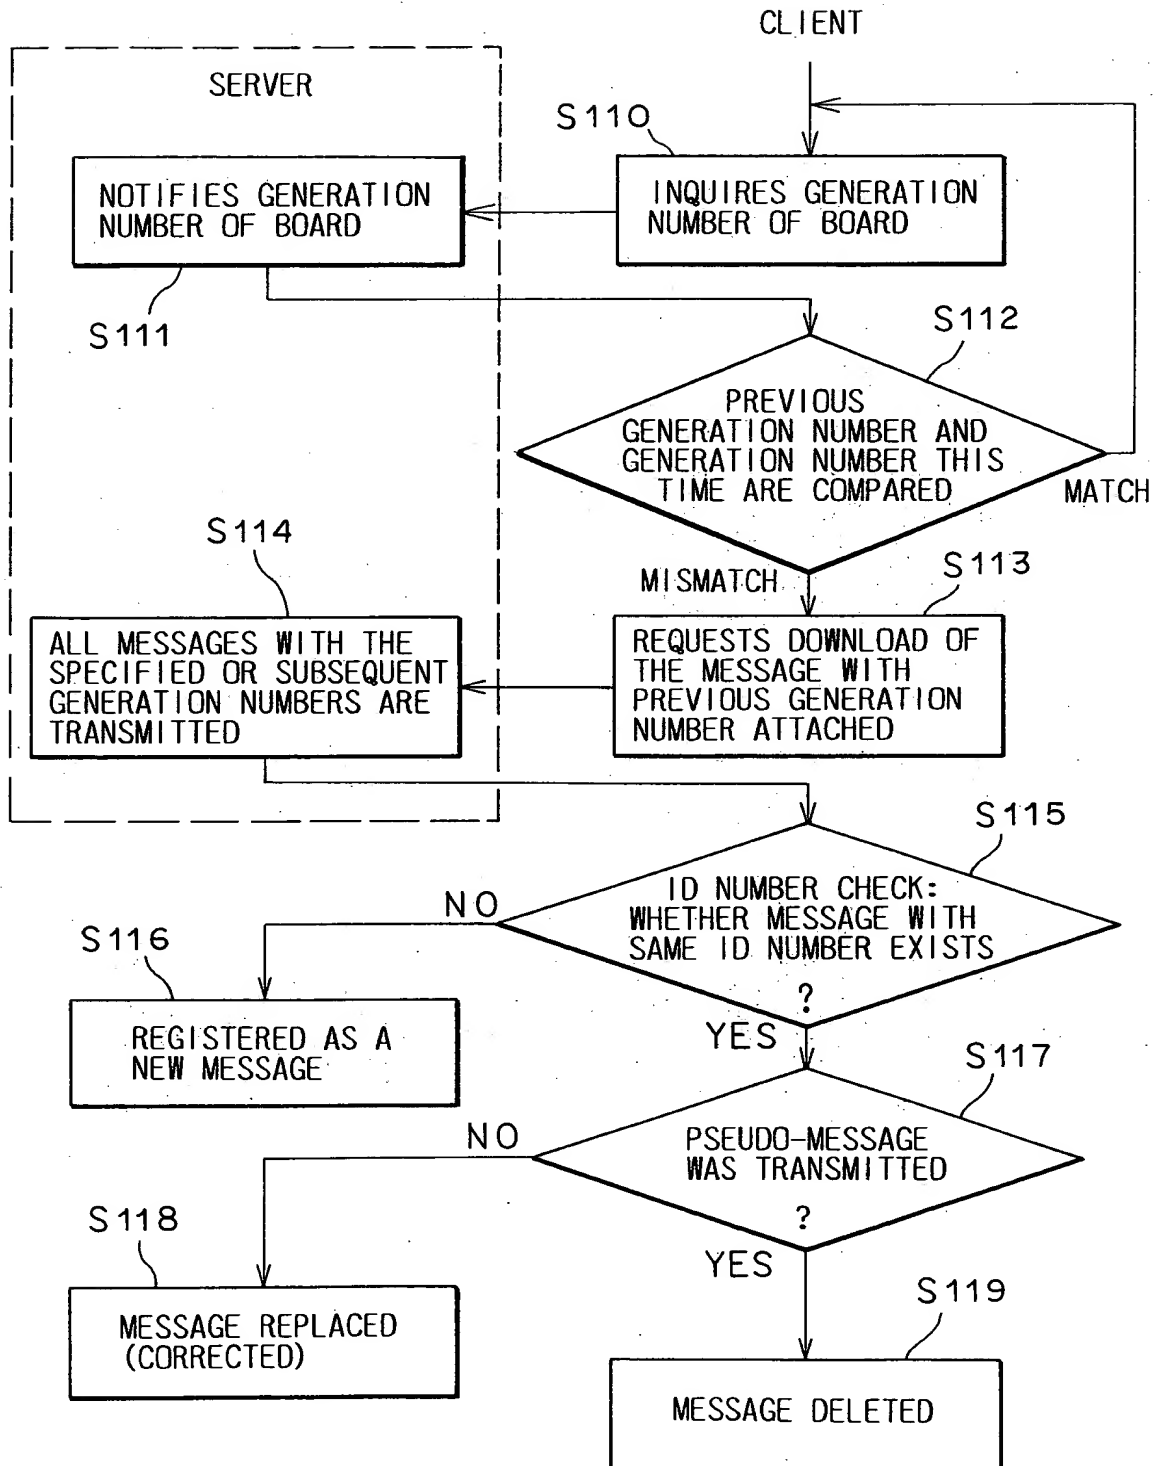 CLIENT
SERVER
S110
NOTIFIES GENERATION
NUMBER OF BOARD
INQUIRES GENERATION
NUMBER OF BOARD
S111
S112
PREVIOUS
GENERATION NUMBER AND
GENERATION NUMBER THIS
TIME ARE COMPARED
MATCH
S114
MISMATCH
S113
ALL MESSAGES WITH THE
SPECIFIED OR SUBSEQUENT
GENERATION NUMBERS ARE
TRANSMITTED
REQUESTS DOWNLOAD OF
THE MESSAGE WITH
PREVIOUS GENERATION
NUMBER ATTACHED
S115
ID NUMBER CHECK:
WHETHER MESSAGE WITH
SAME ID NUMBER EXISTS
?
NO
S116
REGISTERED AS A
NEW MESSAGE
YES
S117
PSEUDO-MESSAGE
WAS TRANSMITTED
?
NO
S118
MESSAGE REPLACED
(CORRECTED)
YES
S119
MESSAGE DELETED